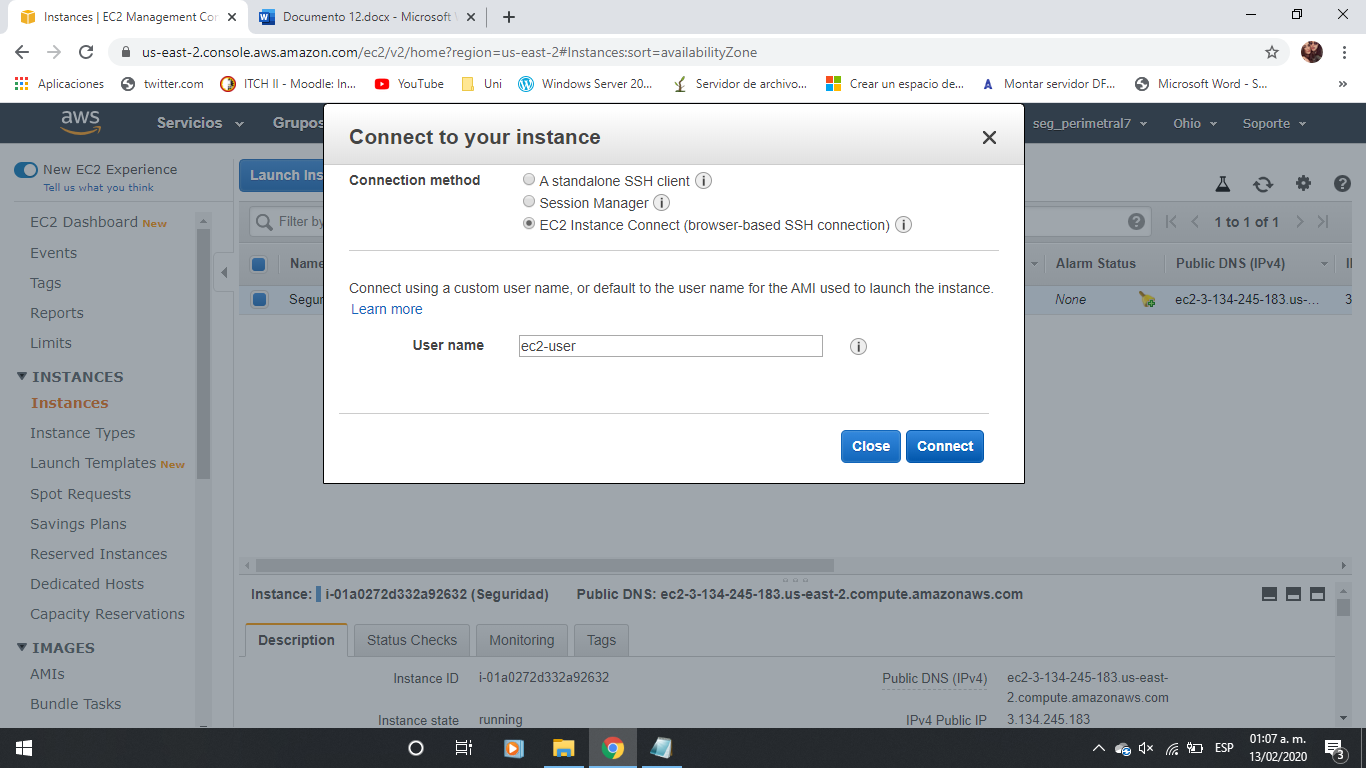 Instances | EC2 Management Con
Documento 12.docx - Microsoft W
us-east-2.console.aws.amazon.com/ec2/v2/home?region=us-east-2#Instances:sort=availabilityZone
Aplicaciones
twitter.com
ITCH II - Moodle: In...
YouTube
Uni
Windows Server 20...
Servidor de archivo...
Crear un espacio de...
Montar servidor DF...
Microsoft Word - S...
aws
Servicios
Grupos
seg_perimetral7
Ohio
Soporte
New EC2 Experience
Tell us what you think
EC2 Dashboard New
Events
Tags
Reports
Limits
INSTANCES
Instances
Instance Types
Launch Templates New
Spot Requests
Savings Plans
Reserved Instances
Dedicated Hosts
Capacity Reservations
IMAGES
AMIs
Bundle Tasks
Launch Ins
Filter by
1 to 1 of 1
Name
Alarm Status
Public DNS (IPv4)
Segur
None
ec2-3-134-245-183.us-...
3
Connect to your instance
Connection method
A standalone SSH client
Session Manager
EC2 Instance Connect (browser-based SSH connection)
Connect using a custom user name, or default to the user name for the AMI used to launch the instance.
Learn more
User name
ec2-user
Close
Connect
Instance: i-01a0272d332a92632 (Seguridad) Public DNS: ec2-3-134-245-183.us-east-2.compute.amazonaws.com
Description
Status Checks
Monitoring
Tags
Instance ID
i-01a0272d332a92632
Public DNS (IPv4)
ec2-3-134-245-183.us-east-
2.compute.amazonaws.com
Instance state
running
IPv4 Public IP
3.134.245.183
ESP
01:07 a. m.
13/02/2020
3